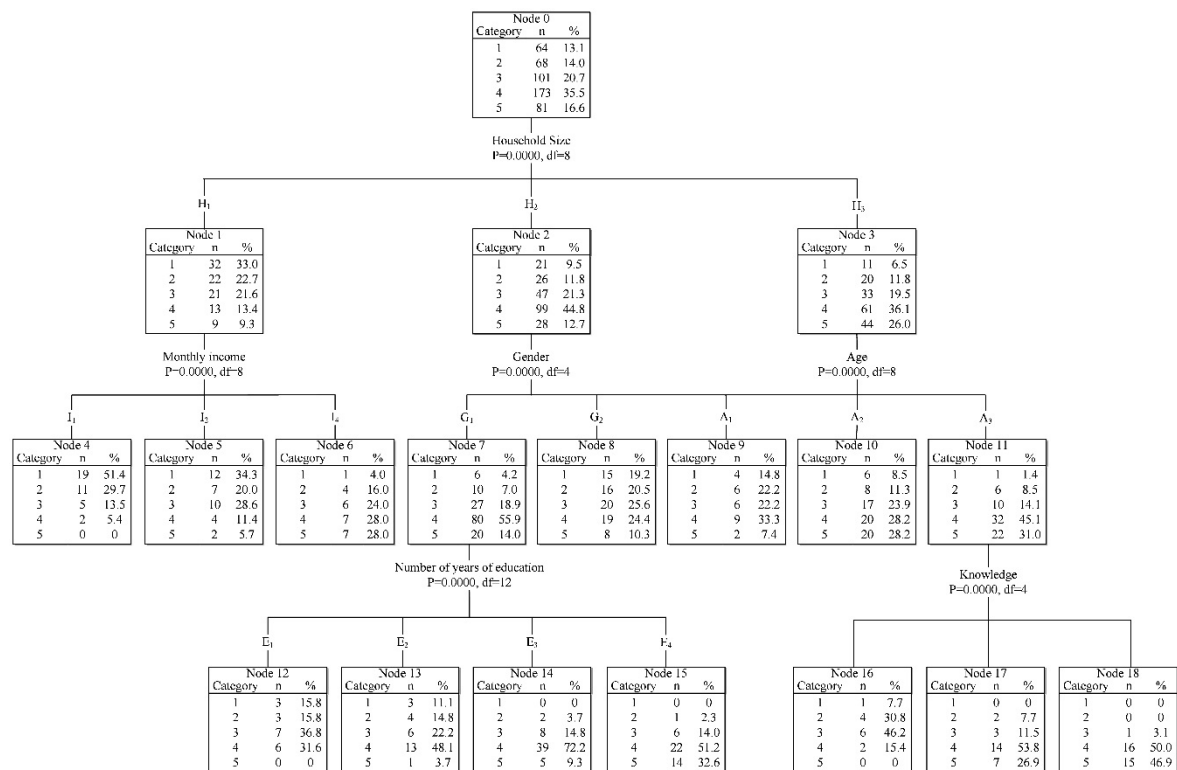 Node 0
Category n %
1 64 13.1
2 68 14.0
3 101 20.7
4 173 35.5
5 81 16.6
Household Size
P=0.0000, df=8
H₁
H₂
H₃
Node 1
Category n %
1 32 33.0
2 22 22.7
3 21 21.6
4 13 13.4
5 9 9.3
Node 2
Category n %
1 21 9.5
2 26 11.8
3 47 21.3
4 99 44.8
5 28 12.7
Node 3
Category n %
1 11 6.5
2 20 11.8
3 33 19.5
4 61 36.1
5 44 26.0
Monthly income
P=0.0000, df=8
Gender
P=0.0000, df=4
Age
P=0.0000, df=8
I₁
I₂
I₄
G₁
G₂
A₁
A₂
A₃
Node 4
Category n %
1 19 51.4
2 11 29.7
3 5 13.5
4 2 5.4
5 0 0
Node 5
Category n %
1 12 34.3
2 7 20.0
3 10 28.6
4 4 11.4
5 2 5.7
Node 6
Category n %
1 1 4.0
2 4 16.0
3 6 24.0
4 7 28.0
5 7 28.0
Node 7
Category n %
1 6 4.2
2 10 7.0
3 27 18.9
4 80 55.9
5 20 14.0
Node 8
Category n %
1 15 19.2
2 16 20.5
3 20 25.6
4 19 24.4
5 8 10.3
Node 9
Category n %
1 4 14.8
2 6 22.2
3 6 22.2
4 9 33.3
5 2 7.4
Node 10
Category n %
1 6 8.5
2 8 11.3
3 17 23.9
4 20 28.2
5 20 28.2
Node 11
Category n %
1 1 1.4
2 6 8.5
3 10 14.1
4 32 45.1
5 22 31.0
Number of years of education
P=0.0000, df=12
Knowledge
P=0.0000, df=4
E₁
E₂
E₃
E₄
Node 12
Category n %
1 3 15.8
2 3 15.8
3 7 36.8
4 6 31.6
5 0 0
Node 13
Category n %
1 3 11.1
2 4 14.8
3 6 22.2
4 13 48.1
5 1 3.7
Node 14
Category n %
1 0 0
2 2 3.7
3 8 14.8
4 39 72.2
5 5 9.3
Node 15
Category n %
1 0 0
2 1 2.3
3 6 14.0
4 22 51.2
5 14 32.6
Node 16
Category n %
1 1 7.7
2 4 30.8
3 6 46.2
4 2 15.4
5 0 0
Node 17
Category n %
1 0 0
2 2 7.7
3 3 11.5
4 14 53.8
5 7 26.9
Node 18
Category n %
1 0 0
2 0 0
3 1 3.1
4 16 50.0
5 15 46.9